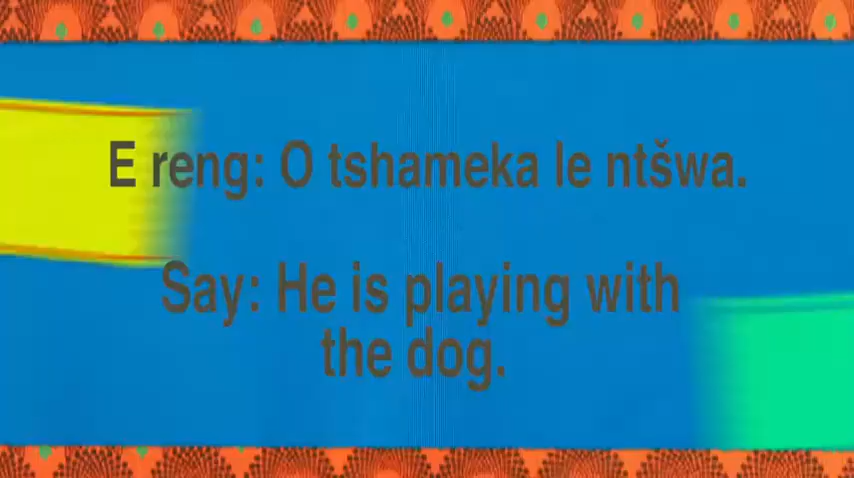 E reng: O tshameka le ntšwa.
Say: He is playing with
the dog.